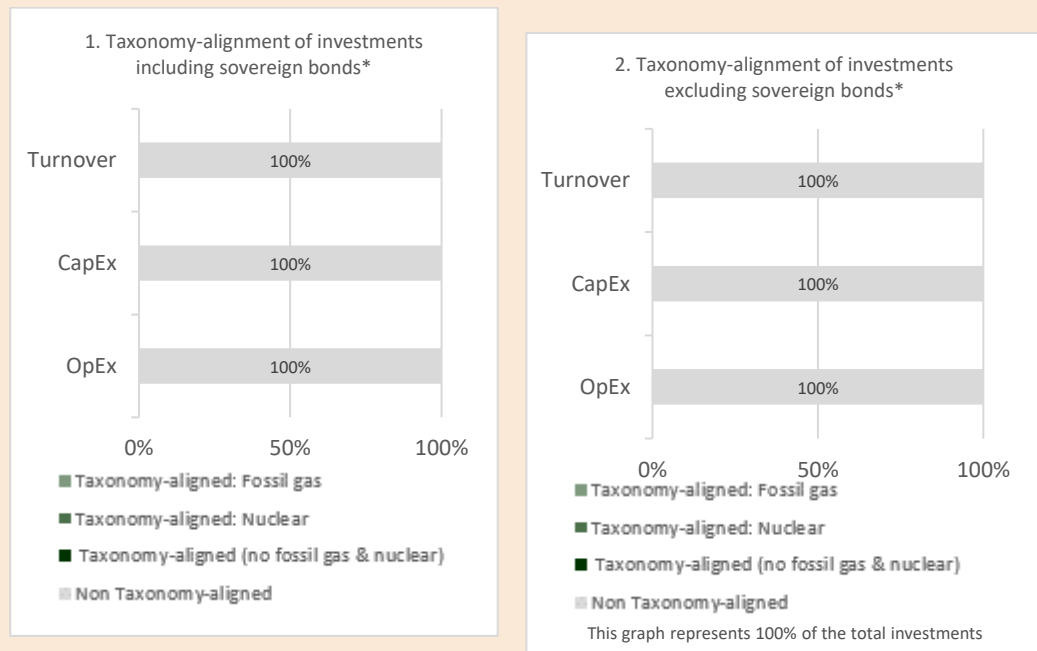 1. Taxonomy-alignment of investments
including sovereign bonds*
Turnover
100%
CapEx
100%
OpEx
100%
0%
50%
100%
Taxonomy-aligned: Fossil gas
Taxonomy-aligned: Nuclear
Taxonomy-aligned (no fossil gas & nuclear)
Non Taxonomy-aligned
2. Taxonomy-alignment of investments
excluding sovereign bonds*
Turnover
100%
CapEx
100%
OpEx
100%
0%
50%
100%
Taxonomy-aligned: Fossil gas
Taxonomy-aligned: Nuclear
Taxonomy-aligned (no fossil gas & nuclear)
Non Taxonomy-aligned
This graph represents 100% of the total investments